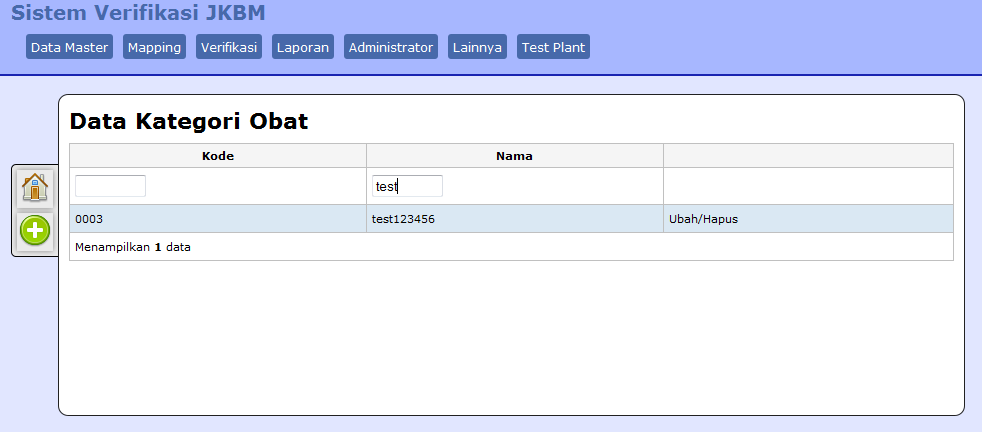 Sistem Verifikasi JKBM
Data Master Mapping Verifikasi Laporan Administrator Lainnya Test Plant
Data Kategori Obat
Kode Nama
test
0003 test123456 Ubah/Hapus
Menampilkan 1 data